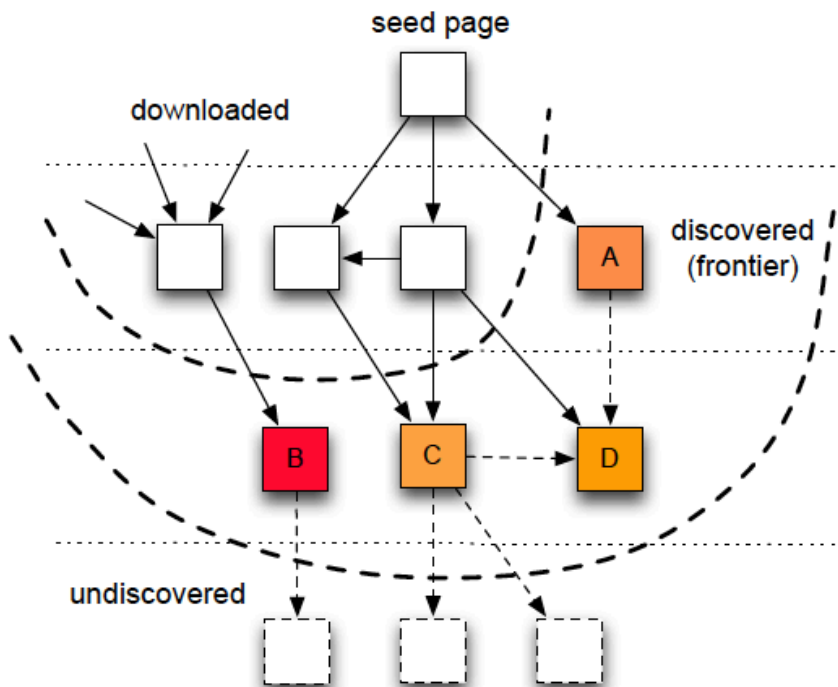 seed page
downloaded
A
discovered
(frontier)
B
C
D
undiscovered